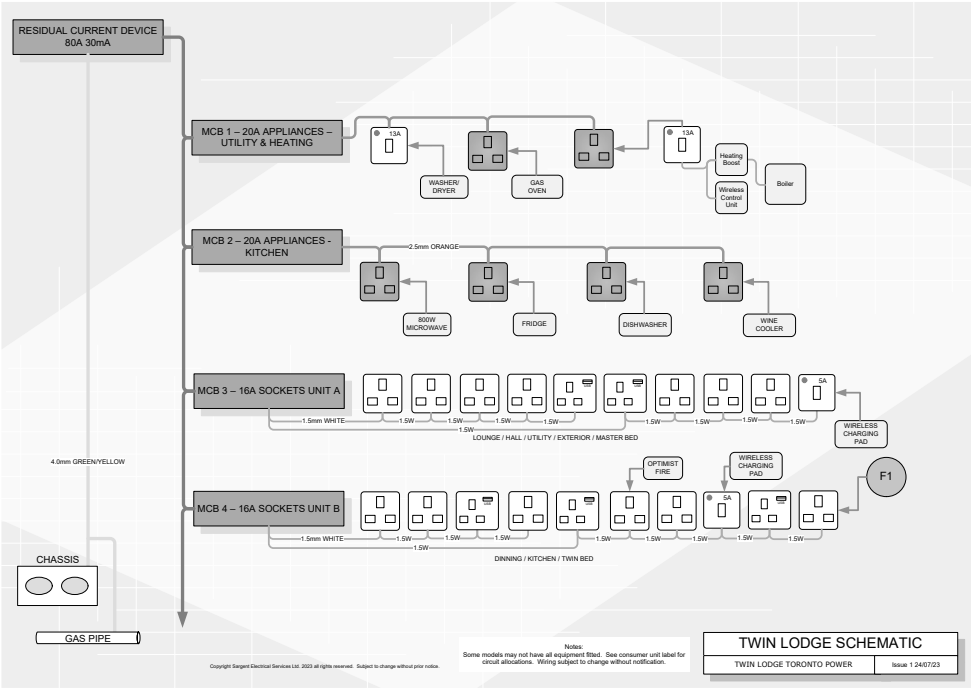 RESIDUAL CURRENT DEVICE
80A 30mA
MCB 1 – 20A APPLIANCES –
UTILITY & HEATING
13A
13A
WASHER/
DRYER
GAS
OVEN
Heating
Boost
Wireless
Control
Unit
Boiler
MCB 2 – 20A APPLIANCES -
KITCHEN
2.5mm ORANGE
800W
MICROWAVE
FRIDGE
DISHWASHER
WINE
COOLER
MCB 3 – 16A SOCKETS UNIT A
5A
1.5mm WHITE
1.5W
1.5W
1.5W
1.5W
1.5W
1.5W
1.5W
1.5W
1.5W
LOUNGE / HALL / UTILITY / EXTERIOR / MASTER BED
WIRELESS
CHARGING
PAD
4.0mm GREEN/YELLOW
OPTIMIST
FIRE
WIRELESS
CHARGING
PAD
F1
MCB 4 – 16A SOCKETS UNIT B
5A
1.5mm WHITE
1.5W
1.5W
1.5W
1.5W
1.5W
1.5W
1.5W
1.5W
1.5W
DINNING / KITCHEN / TWIN BED
CHASSIS
GAS PIPE
Copyright Sargent Electrical Services Ltd. 2023 all rights reserved. Subject to change without prior notice.
Notes:
Some models may not have all equipment fitted. See consumer unit label for
circuit allocations. Wiring subject to change without notification.
TWIN LODGE SCHEMATIC
TWIN LODGE TORONTO POWER
Issue 1 24/07/23